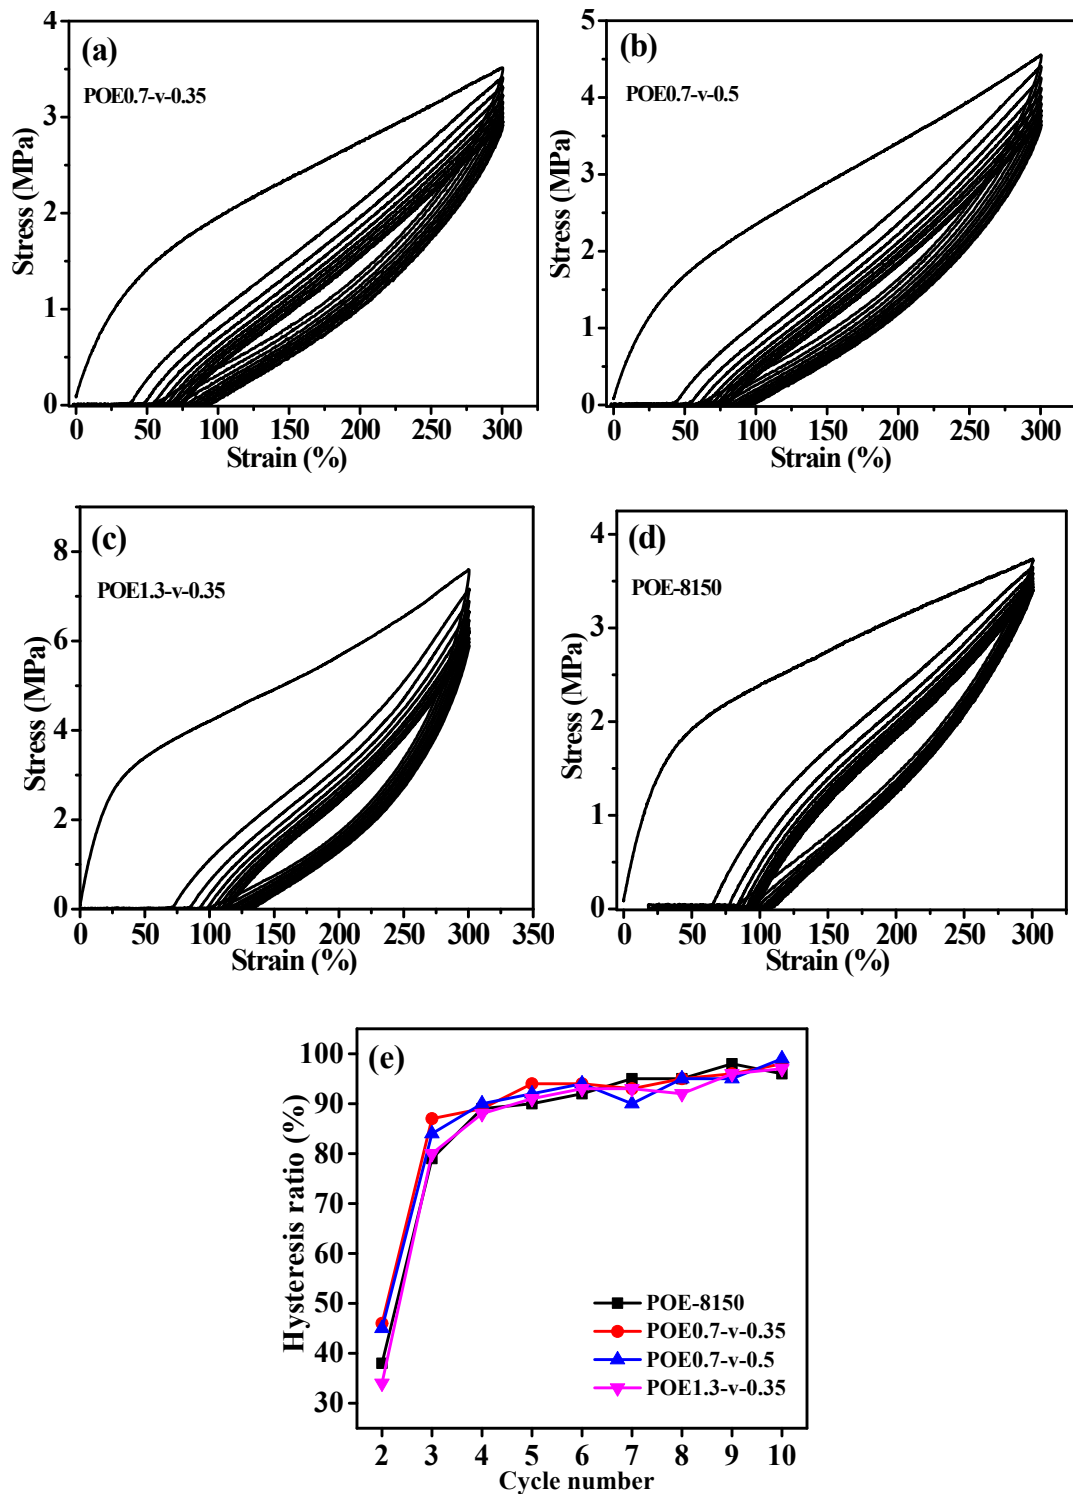 (a)
POE0.7-v-0.35
Stress (MPa)
4
3
2
1
0
0 50 100 150 200 250 300
Strain (%)
(b)
POE0.7-v-0.5
Stress (MPa)
5
4
3
2
1
0
0 50 100 150 200 250 300
Strain (%)
(c)
POE1.3-v-0.35
Stress (MPa)
8
6
4
2
0
0 50 100 150 200 250 300 350
Strain (%)
(d)
POE-8150
Stress (MPa)
4
3
2
1
0
0 50 100 150 200 250 300
Strain (%)
(e)
Hysteresis ratio (%)
100
90
80
70
60
50
40
30
POE-8150
POE0.7-v-0.35
POE0.7-v-0.5
POE1.3-v-0.35
2 3 4 5 6 7 8 9 10
Cycle number